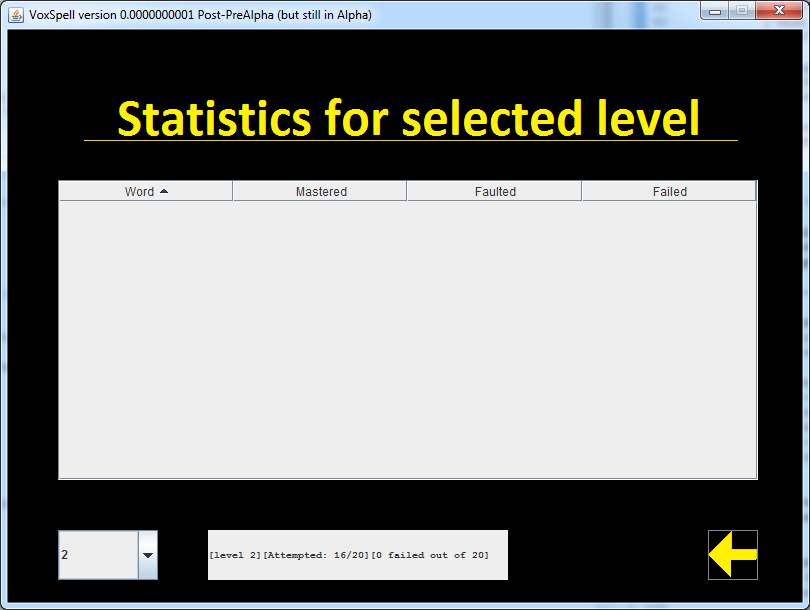 VoxSpell version 0.0000000001 Post-PreAlpha (but still in Alpha)
Statistics for selected level
Word Mastered Faulted Failed
2 [level 2][Attempted: 16/20][0 failed out of 20]